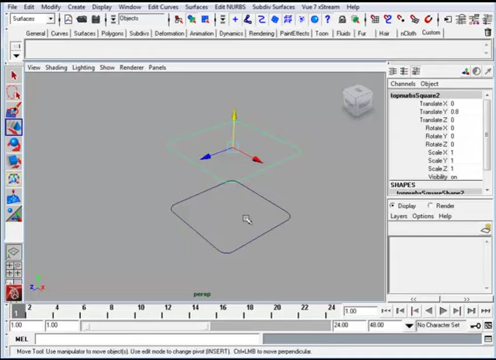 File Edit Modify Create Display Window Edit Curves Surfaces Edit NURBS Subdiv Surfaces Vue 7 xStream Help
Surfaces Objects
General Curves Surfaces Polygons Subdivs Deformation Animation Dynamics Rendering PaintEffects Toon Fluids Fur Hair nCloth Custom
View Shading Lighting Show Renderer Panels
Channels Object
topnurbsSquare2
Translate X 0
Translate Y 0.8
Translate Z 0
Rotate X 0
Rotate Y 0
Rotate Z 0
Scale X 1
Scale Y 1
Scale Z 1
Visibility on
SHAPES
topnurbsSquareShape2
Display Render
Layers Options Help
persp
2 4 6 8 10 12 14 16 18 20 22 24
1 1.00
1.00 1.00 24.00 48.00 No Character Set
MEL
Move Tool: Use manipulator to move object(s). Use edit mode to change pivot (INSERT). Ctrl+LMB to move perpendicular.